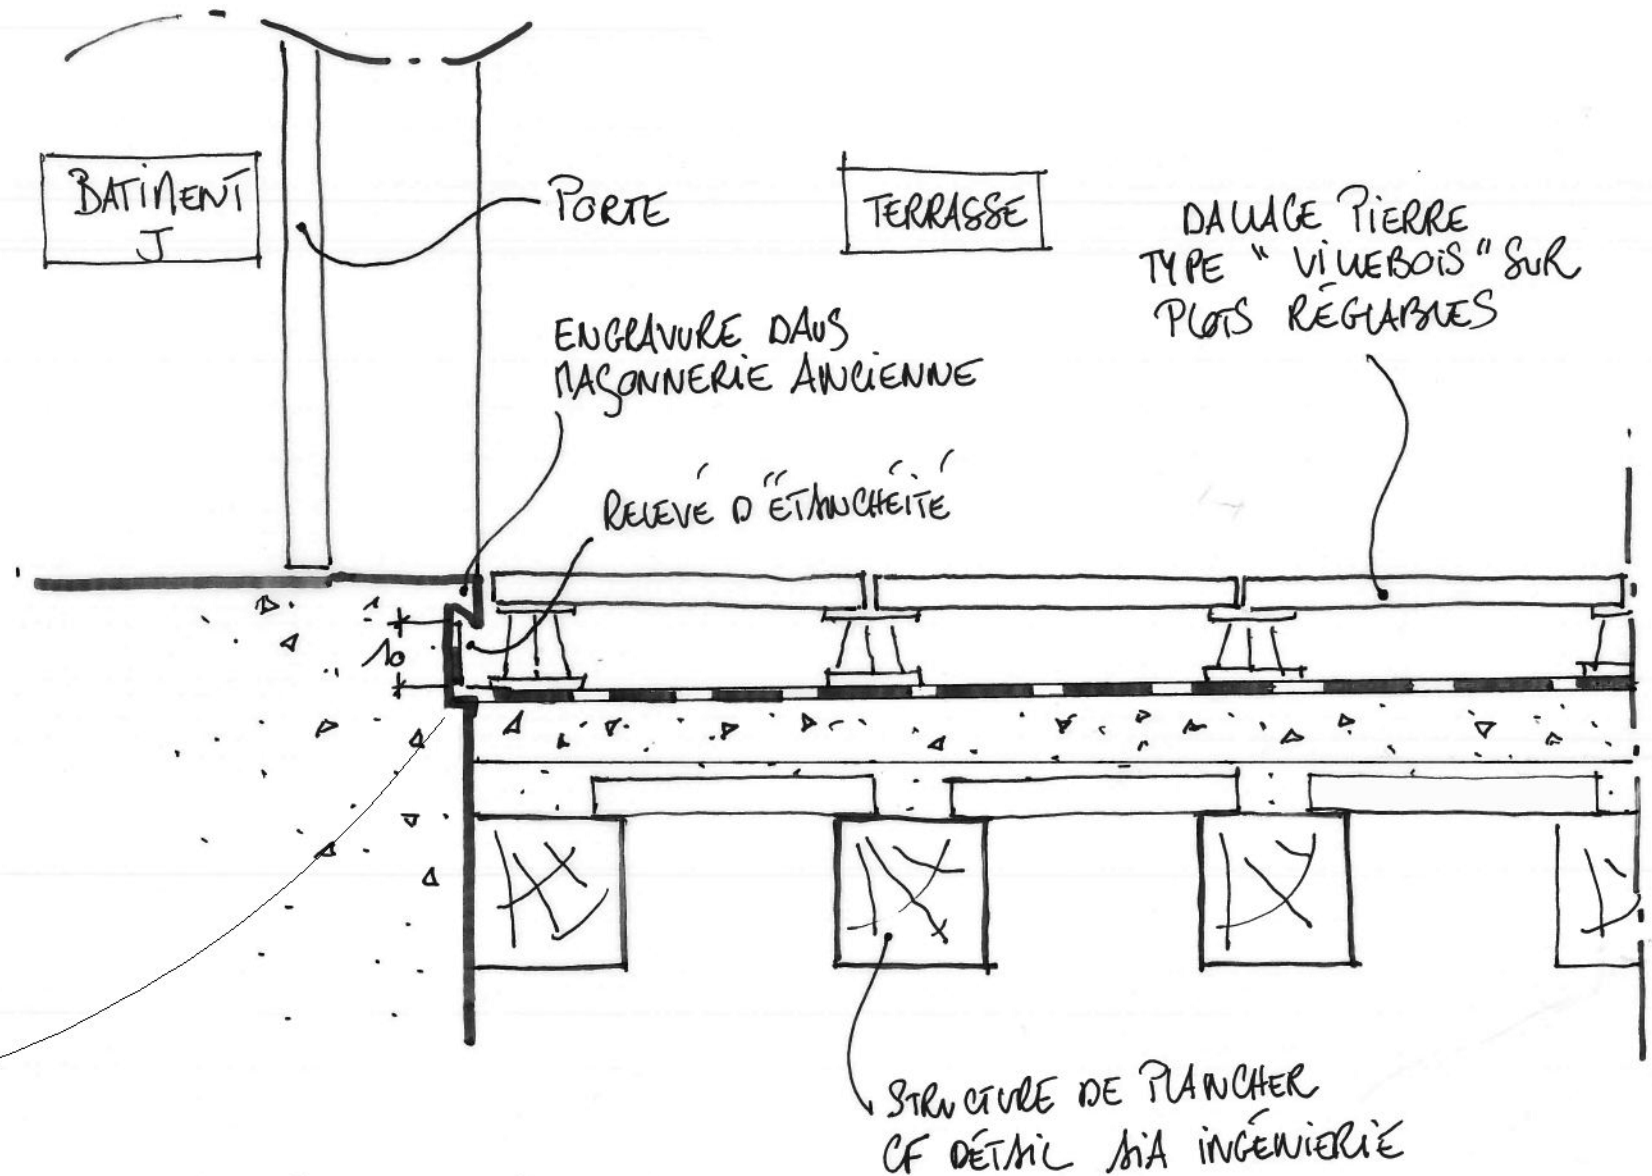 BATIMENT
J
PORTE
TERRASSE
DALLAGE PIERRE
TYPE " VILLEBOIS " SUR
PLOTS RÉGLABLES
ENGRAVURE DANS
MAÇONNERIE ANCIENNE
RELEVÉ D'ÉTANCHÉITÉ
10
STRUCTURE DE PLANCHER
CF DÉTAIL AIA INGÉNIERIE